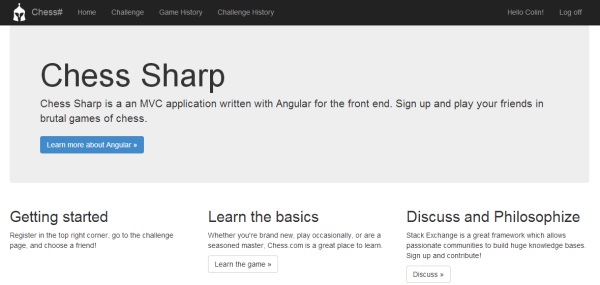 Chess# Home Challenge Game History Challenge History Hello Colin! Log off
Chess Sharp
Chess Sharp is a an MVC application written with Angular for the front end. Sign up and play your friends in
brutal games of chess.
Learn more about Angular »
Getting started
Register in the top right corner, go to the challenge
page, and choose a friend!
Learn the basics
Whether you're brand new, play occasionally, or are a
seasoned master, Chess.com is a great place to learn.
Learn the game »
Discuss and Philosophize
Stack Exchange is a great framework which allows
passionate communities to build huge knowledge bases.
Sign up and contribute!
Discuss »